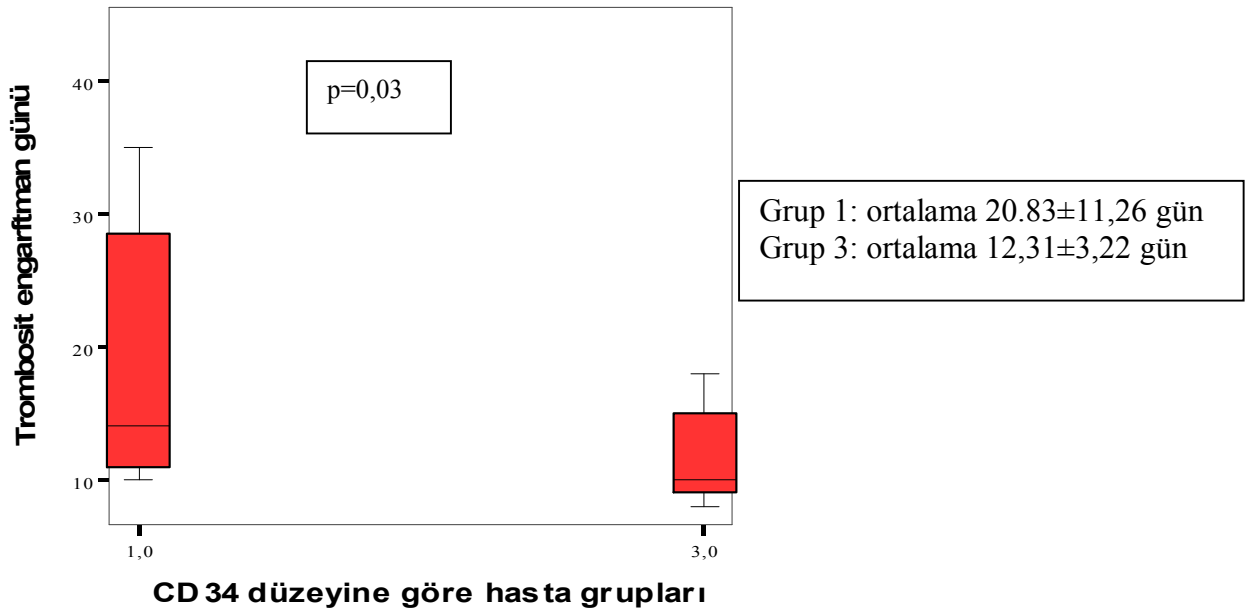 Trombosit engarftman günü
40
30
20
10
p=0,03
Grup 1: ortalama 20.83±11,26 gün
Grup 3: ortalama 12,31±3,22 gün
1,0
3,0
CD 34 düzeyine göre hasta grupları